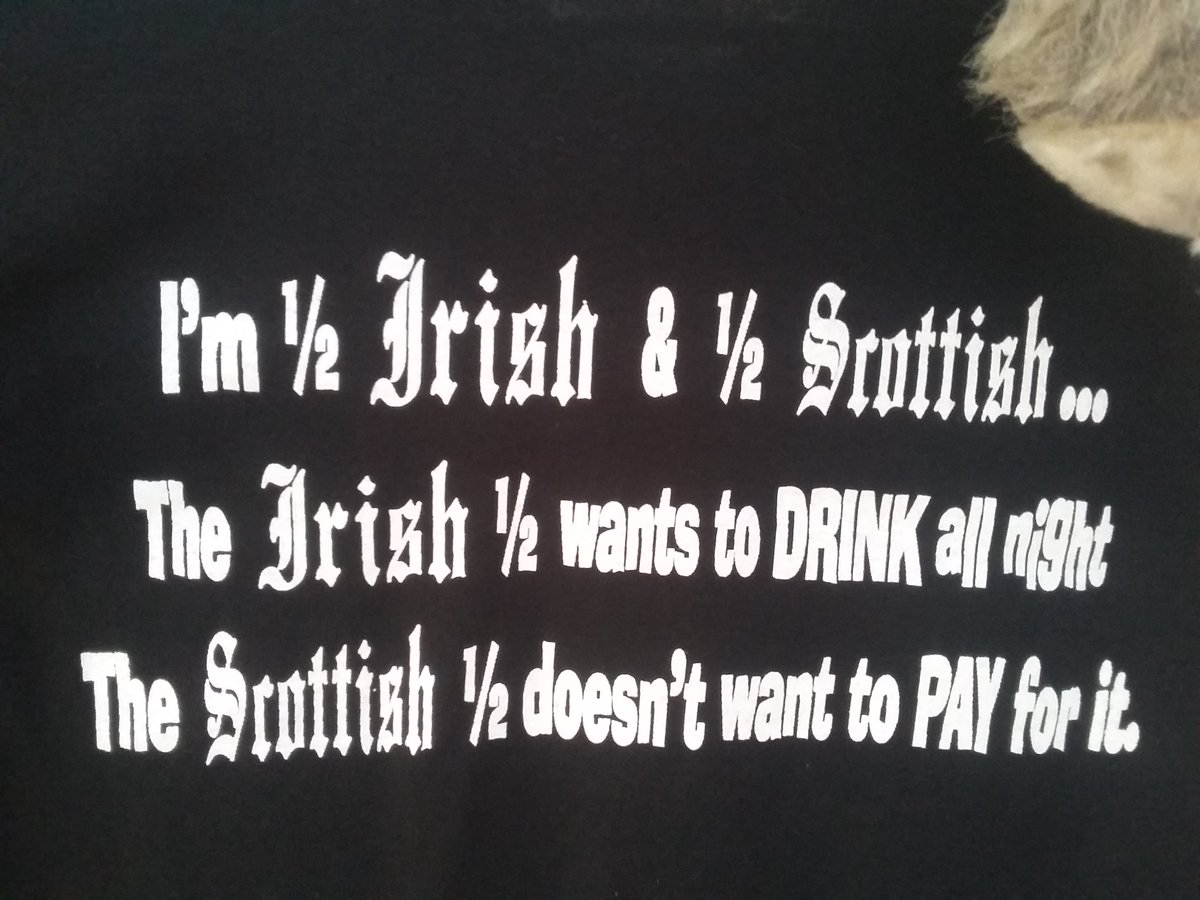 I'm ½ Irish & ½ Scottish...
The Irish ½ wants to DRINK all night
The Scottish ½ doesn't want to PAY for it.